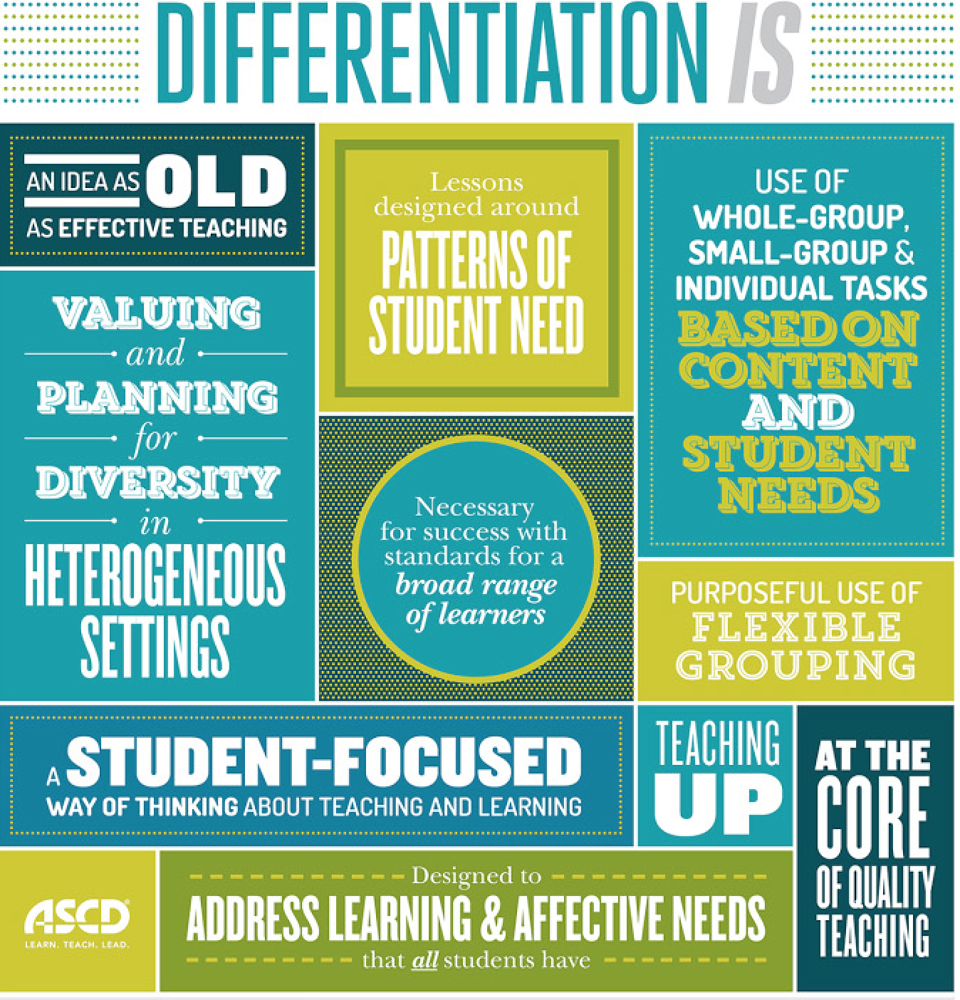 DIFFERENTIATION IS
AN IDEA AS OLD
AS EFFECTIVE TEACHING
VALUING
and
PLANNING
for
DIVERSITY
in
HETEROGENEOUS
SETTINGS
Lessons
designed around
PATTERNS OF
STUDENT NEED
Necessary
for success with
standards for a
broad range
of learners
USE OF
WHOLE-GROUP,
SMALL-GROUP &
INDIVIDUAL TASKS
BASED ON
CONTENT
AND
STUDENT
NEEDS
PURPOSEFUL USE OF
FLEXIBLE
GROUPING
A STUDENT-FOCUSED
WAY OF THINKING ABOUT TEACHING AND LEARNING
TEACHING
UP
AT THE
CORE
OF QUALITY
TEACHING
ASCD®
LEARN. TEACH. LEAD.
Designed to
ADDRESS LEARNING & AFFECTIVE NEEDS
that all students have